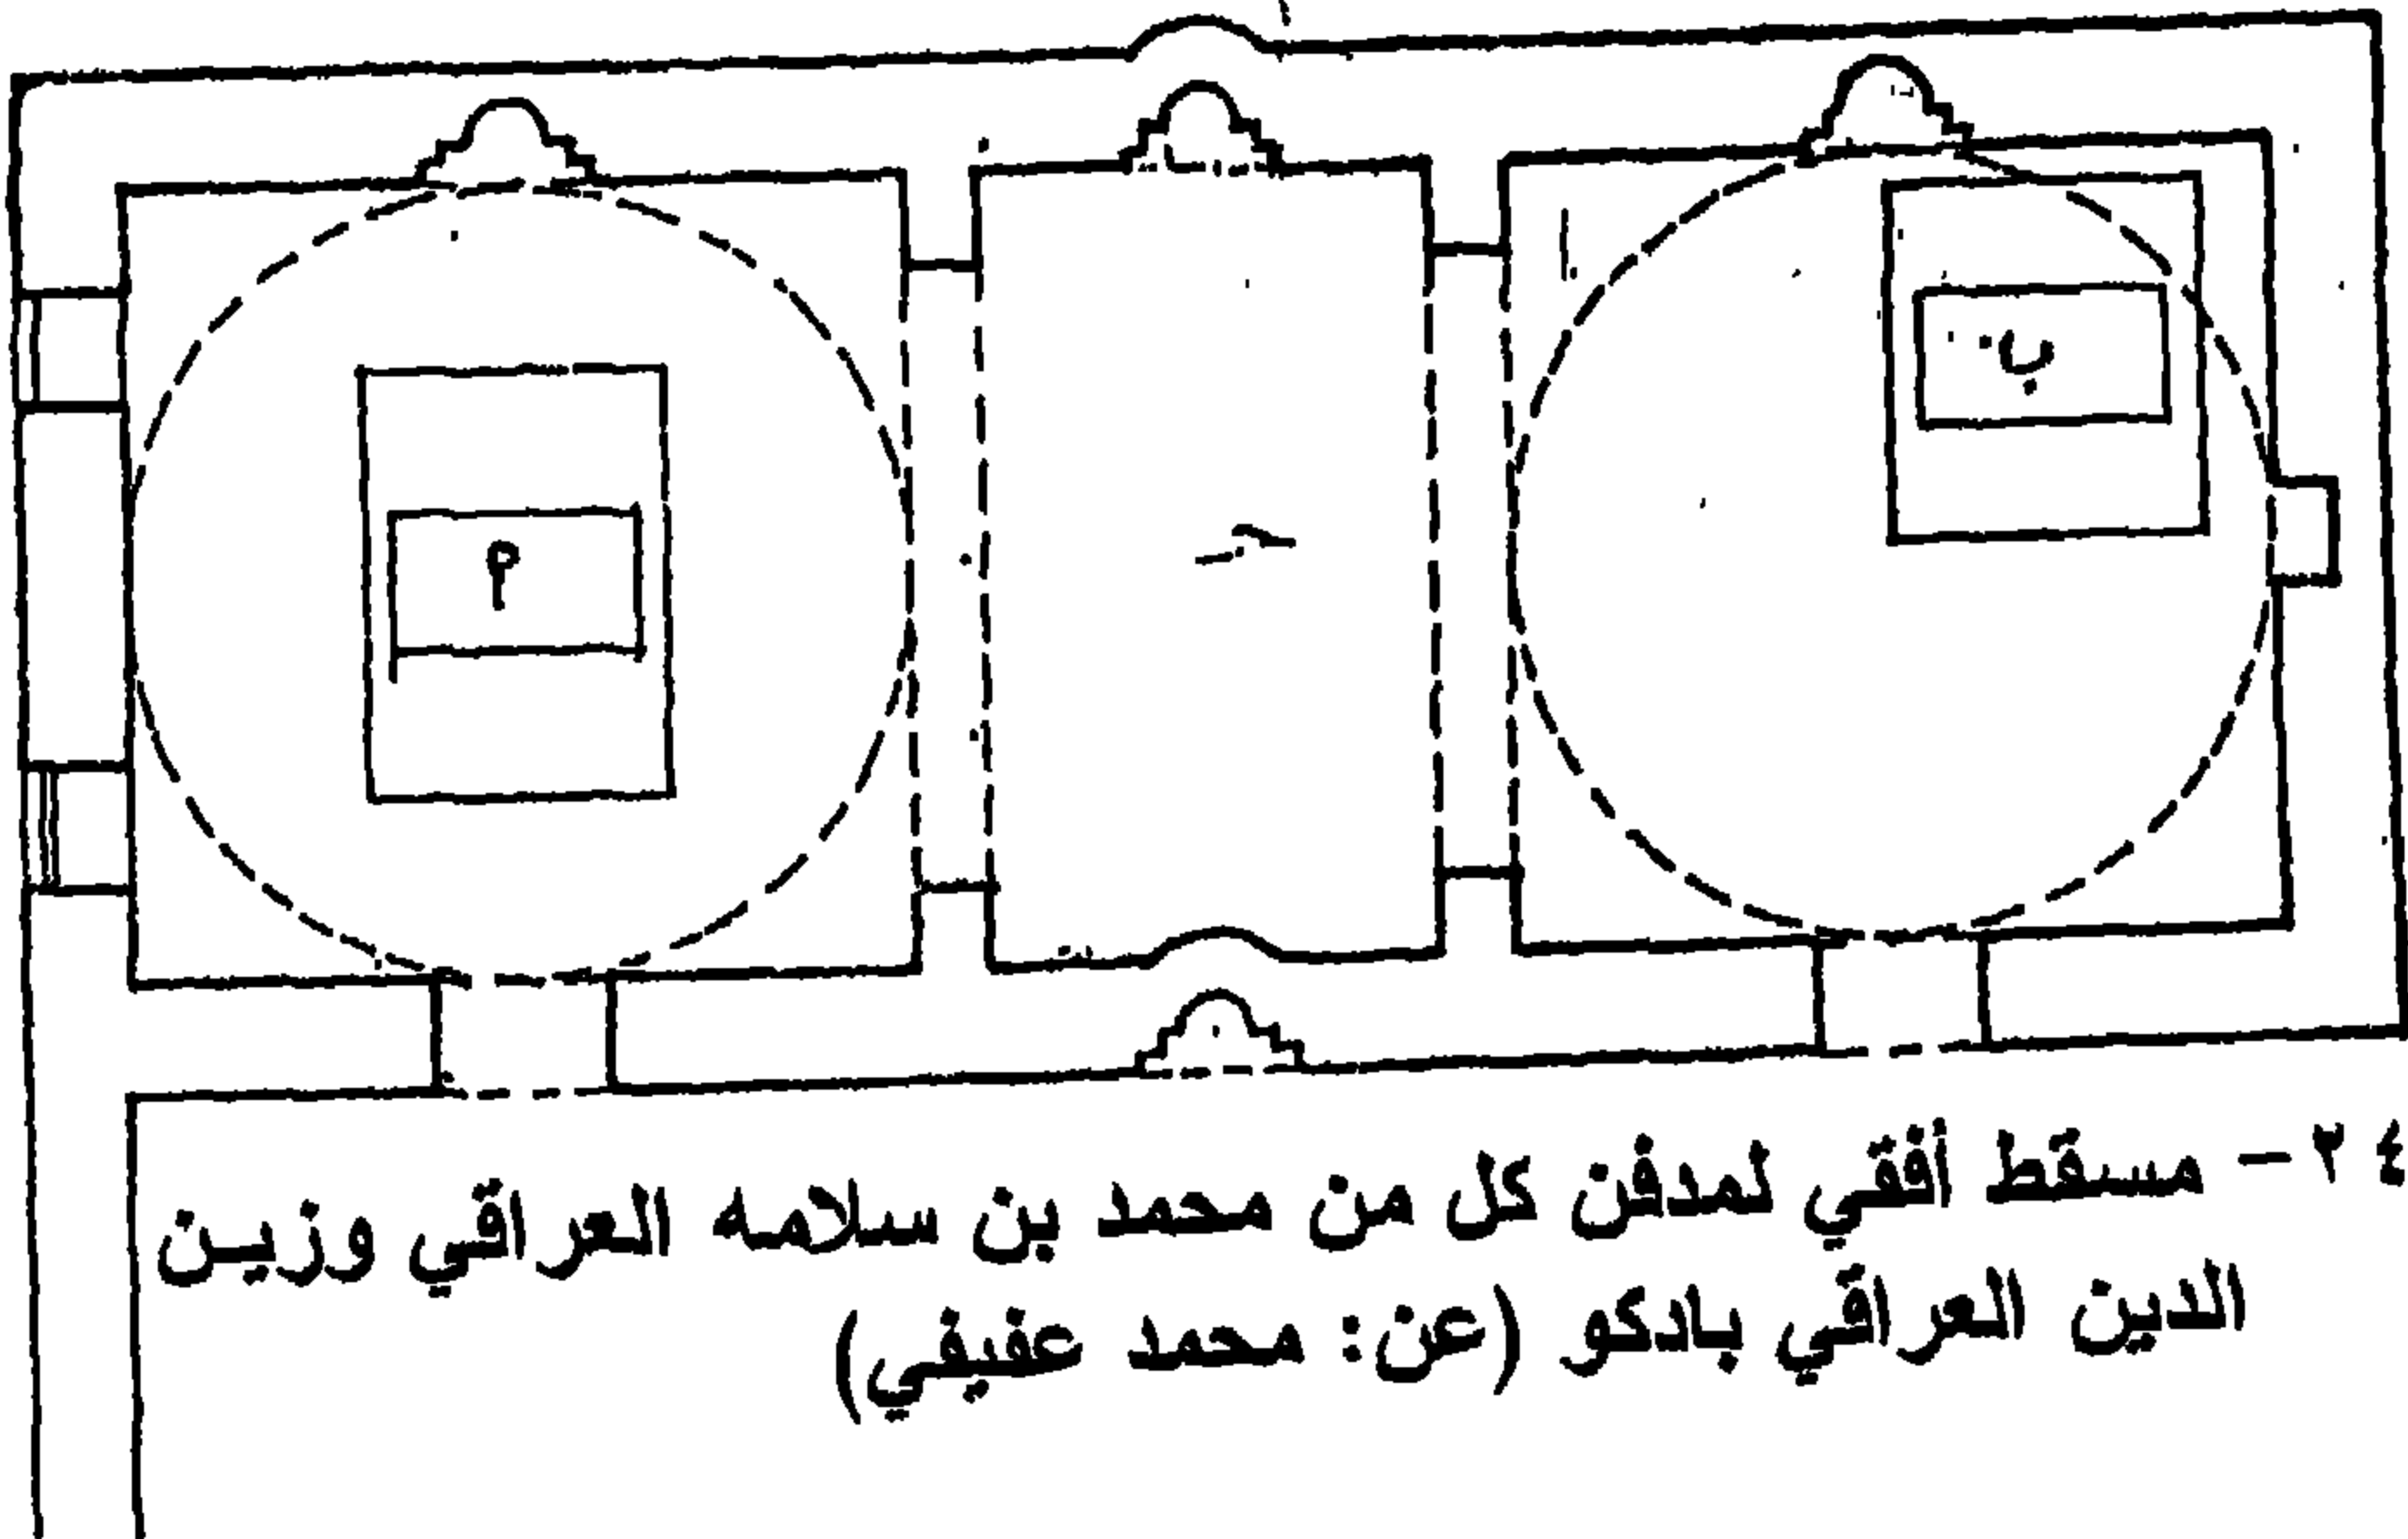 ب
م
٢٤- مسقط أفقي لمدفن كل من محمد بن سلامه العراقي وزين
الدين العراقي بادكو (عن: محمد عفيفي)